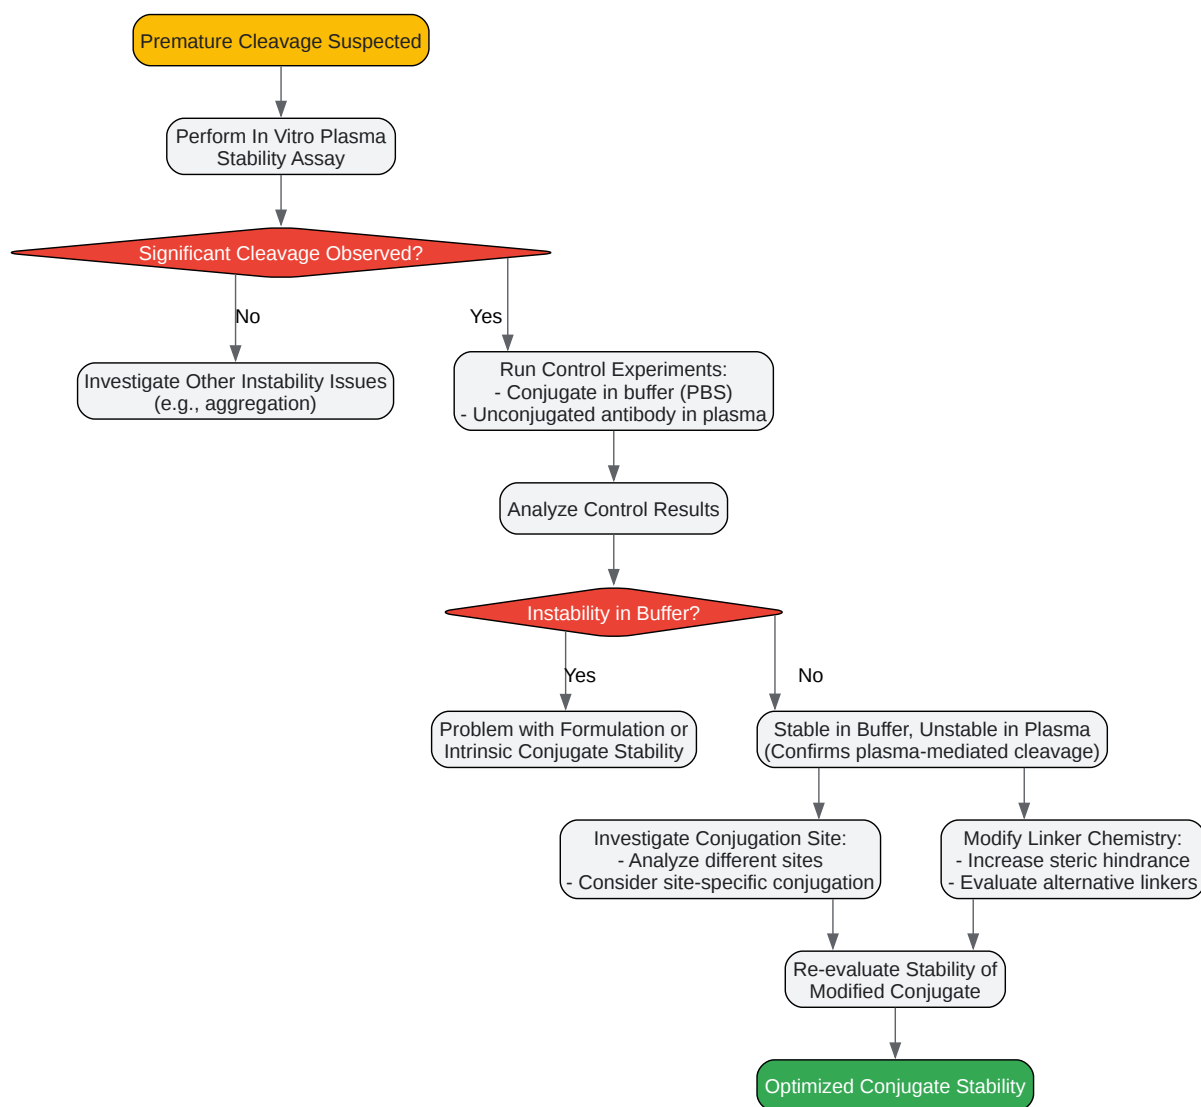 Premature Cleavage Suspected
Perform In Vitro Plasma
Stability Assay
Significant Cleavage Observed?
No
Yes
Investigate Other Instability Issues
(e.g., aggregation)
Run Control Experiments:
- Conjugate in buffer (PBS)
- Unconjugated antibody in plasma
Analyze Control Results
Instability in Buffer?
Yes
No
Problem with Formulation or
Intrinsic Conjugate Stability
Stable in Buffer, Unstable in Plasma
(Confirms plasma-mediated cleavage)
Investigate Conjugation Site:
- Analyze different sites
- Consider site-specific conjugation
Modify Linker Chemistry:
- Increase steric hindrance
- Evaluate alternative linkers
Re-evaluate Stability of
Modified Conjugate
Optimized Conjugate Stability